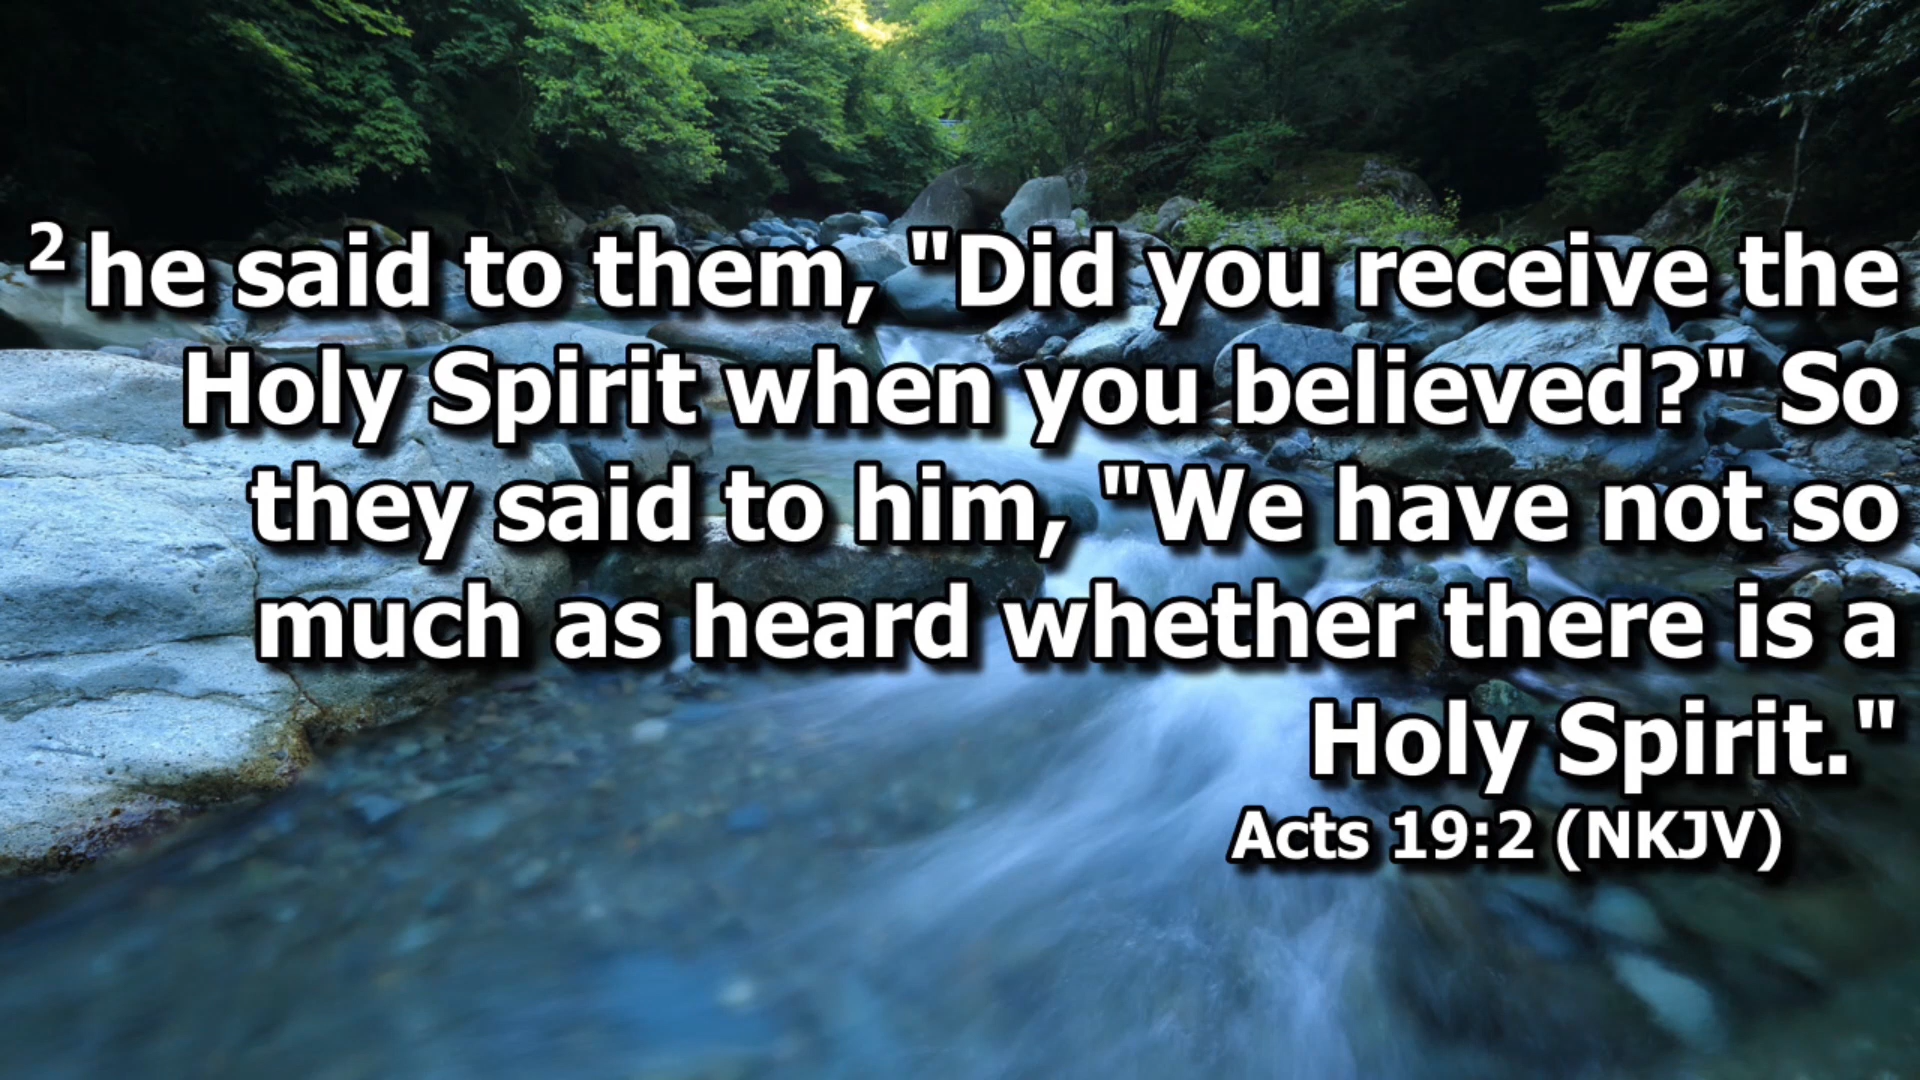 2 he said to them, "Did you receive the
Holy Spirit when you believed?" So
they said to him, "We have not so
much as heard whether there is a
Holy Spirit."
Acts 19:2 (NKJV)